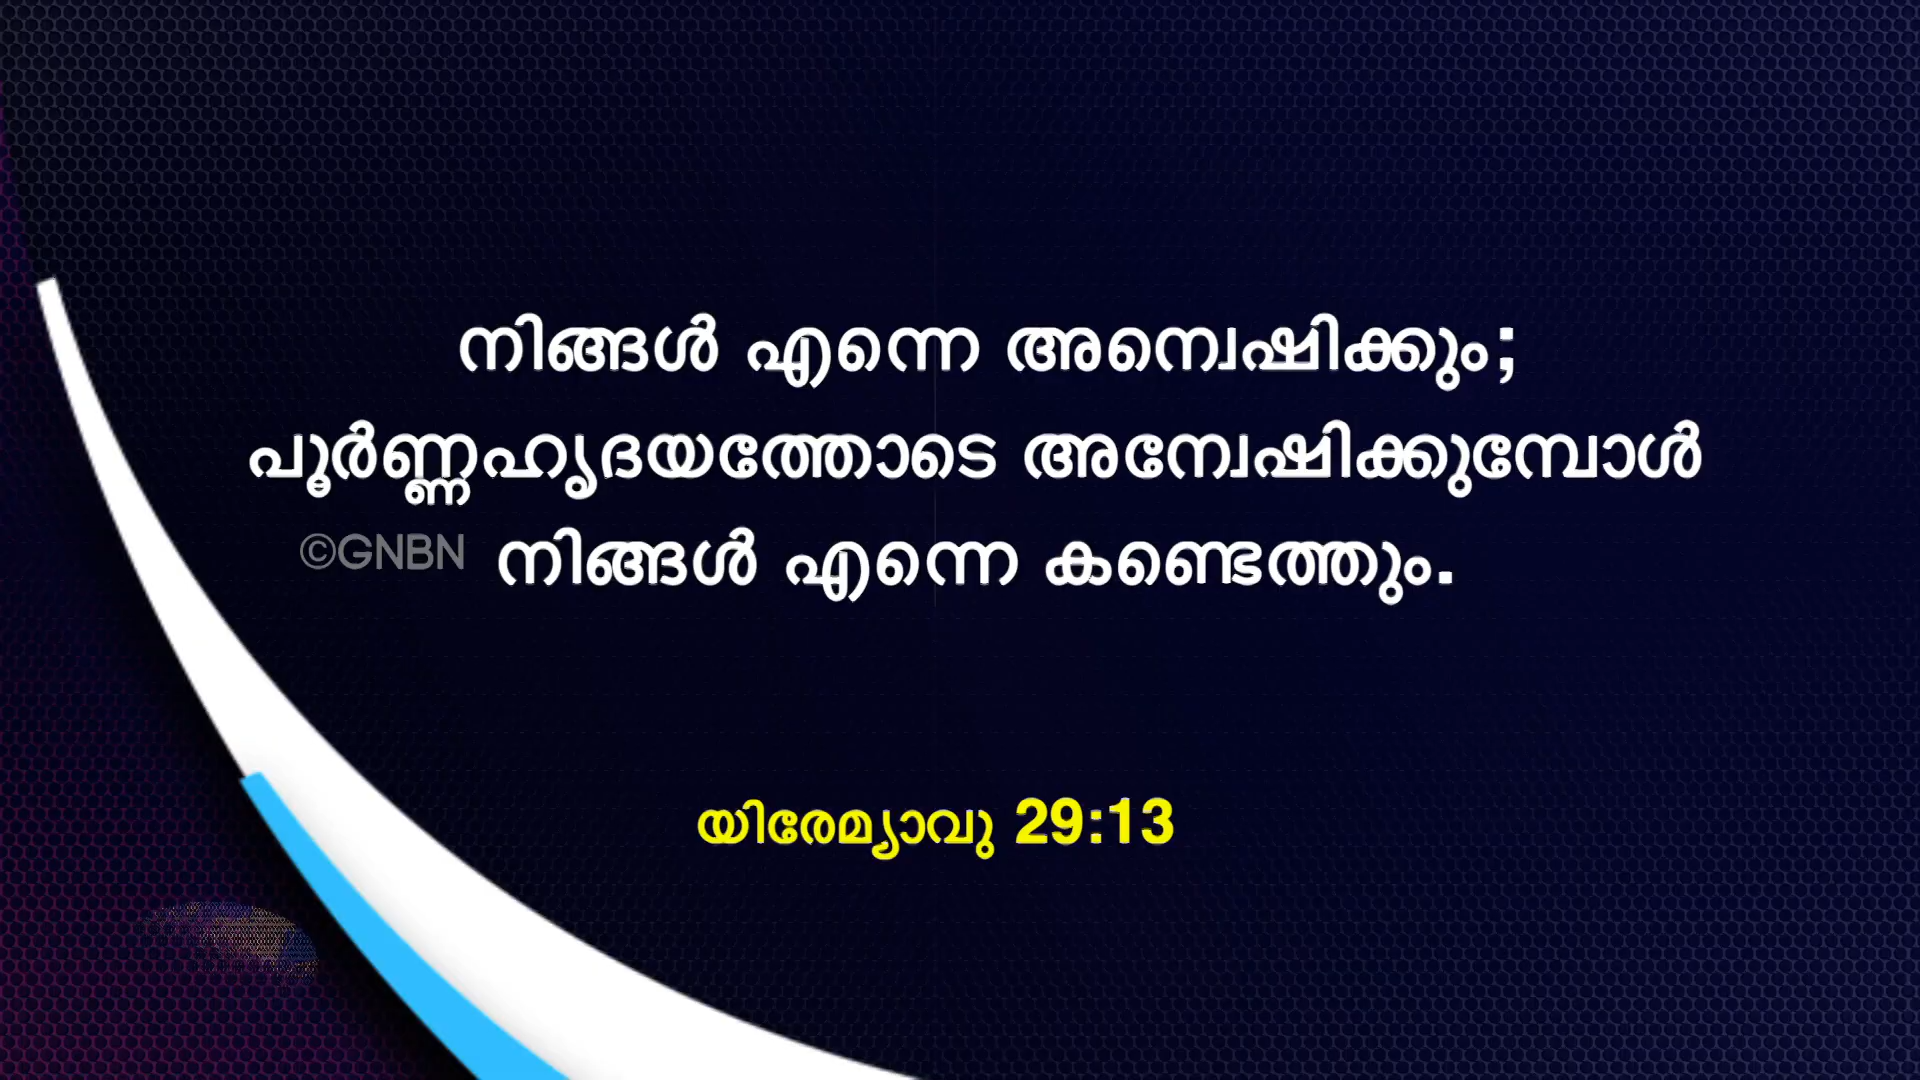 നിങ്ങൾ എന്നെ അന്വെഷിക്കും;
പൂർണ്ണഹൃദയത്തോടെ അന്വേഷിക്കുമ്പോൾ
©GNBN നിങ്ങൾ എന്നെ കണ്ടെത്തും.
യിരേമ്യാവു 29:13